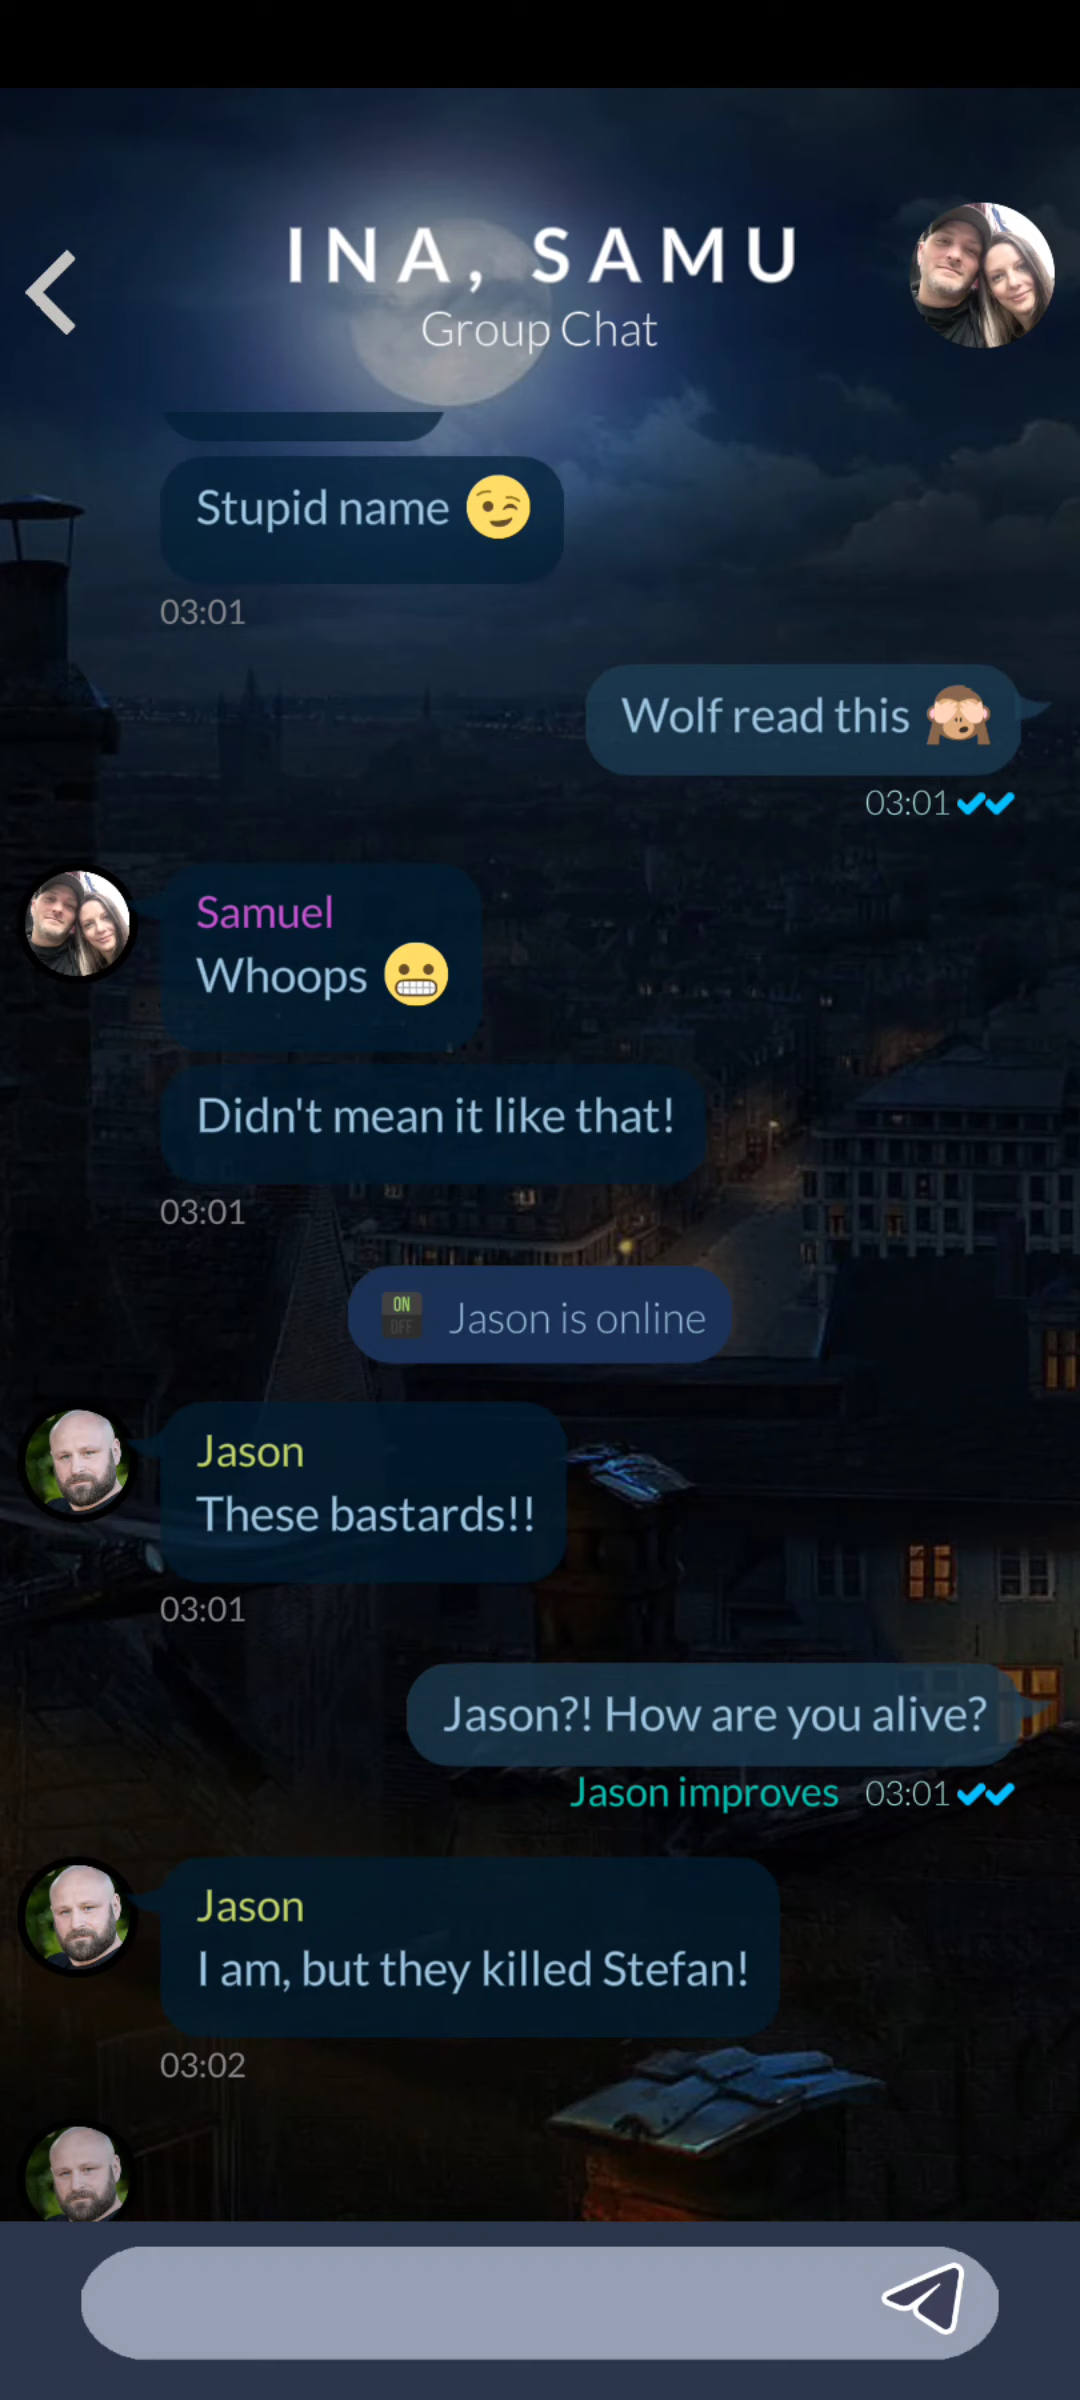 INA, SAMU
Group Chat
Stupid name 😉
03:01
Wolf read this 🙈
03:01
Samuel
Whoops 😬
Didn't mean it like that!
03:01
ON
OFF
Jason is online
Jason
These bastards!!
03:01
Jason?! How are you alive?
Jason improves 03:01
Jason
I am, but they killed Stefan!
03:02